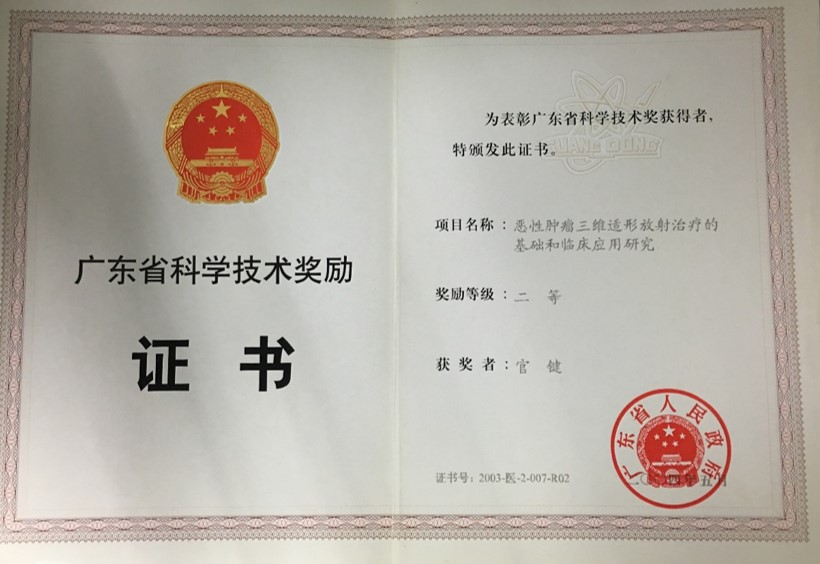 广东省科学技术奖励
证 书
GUANG DONG
为表彰广东省科学技术奖获得者，
特颁发此证书。
项目名称：恶性肿瘤三维适形放射治疗的
基础和临床应用研究
奖励等级：二 等
获 奖 者：官 健
证书号：2003-医-2-007-R02
广东省人民政府
二〇〇四年五月